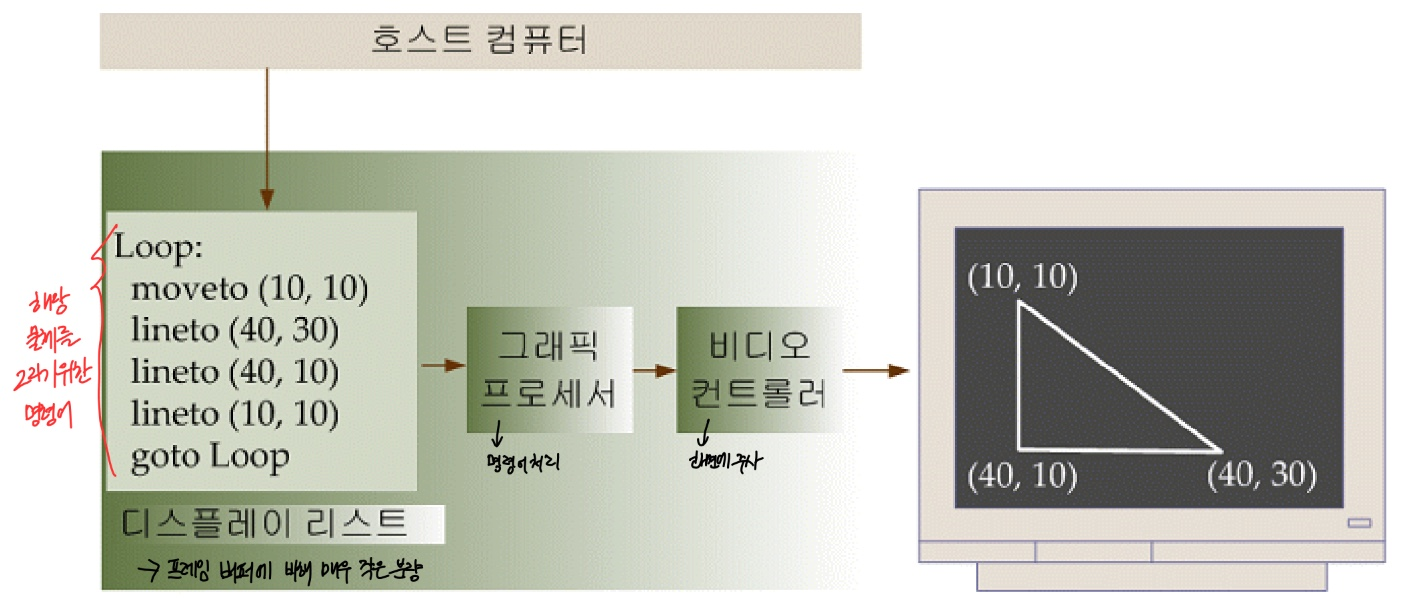 호스트 컴퓨터
Loop:
moveto (10, 10)
lineto (40, 30)
lineto (40, 10)
lineto (10, 10)
goto Loop
해당
물체를
그리기위한
명령어
디스플레이 리스트
→ 프레임 버퍼에 비해 매우 작은 분량
그래픽
프로세서
명령어 처리
비디오
컨트롤러
화면에 주사
(10, 10)
(40, 10)
(40, 30)